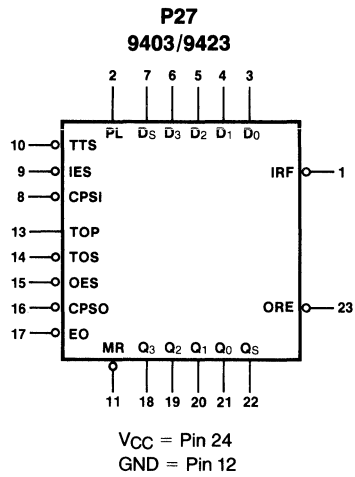 P27
9403/9423
2 7 6 5 4 3
PL DS D3 D2 D1 D0
10 TTS
9 IES IRF 1
8 CPSI
13 TOP
14 TOS
15 OES
16 CPSO ORE 23
17 EO
MR Q3 Q2 Q1 Q0 QS
11 18 19 20 21 22
VCC = Pin 24
GND = Pin 12